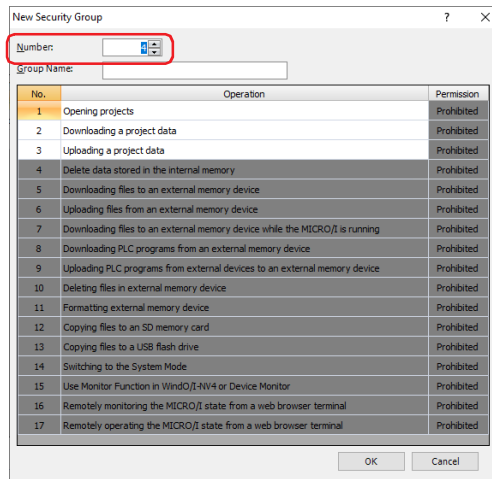 New Security Group ? ×
Number: 4
Group Name:
No. Operation Permission
1 Opening projects Prohibited
2 Downloading a project data Prohibited
3 Uploading a project data Prohibited
4 Delete data stored in the internal memory Prohibited
5 Downloading files to an external memory device Prohibited
6 Uploading files from an external memory device Prohibited
7 Downloading files to an external memory device while the MICRO/I is running Prohibited
8 Downloading PLC programs from an external memory device Prohibited
9 Uploading PLC programs from external devices to an external memory device Prohibited
10 Deleting files in external memory device Prohibited
11 Formatting external memory device Prohibited
12 Copying files to an SD memory card Prohibited
13 Copying files to a USB flash drive Prohibited
14 Switching to the System Mode Prohibited
15 Use Monitor Function in WindO/I-NV4 or Device Monitor Prohibited
16 Remotely monitoring the MICRO/I state from a web browser terminal Prohibited
17 Remotely operating the MICRO/I state from a web browser terminal Prohibited
OK Cancel